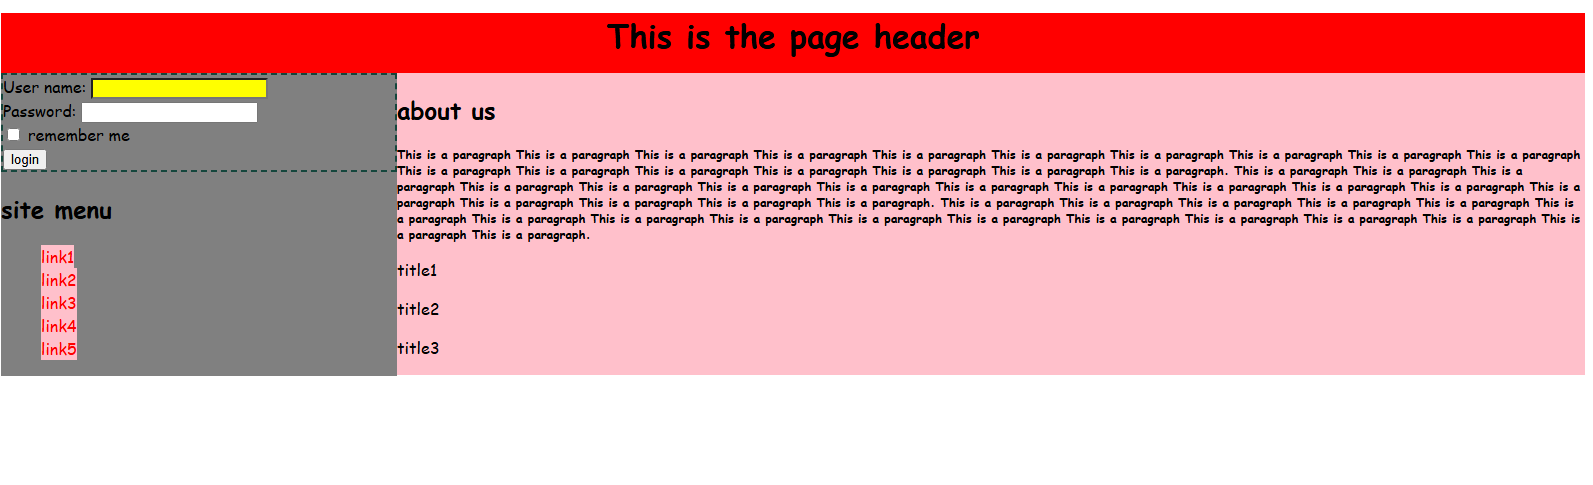 This is the page header
User name:
Password:
remember me
login
site menu
link1
link2
link3
link4
link5
about us
This is a paragraph This is a paragraph This is a paragraph This is a paragraph This is a paragraph This is a paragraph This is a paragraph This is a paragraph This is a paragraph This is a paragraph
This is a paragraph This is a paragraph This is a paragraph This is a paragraph This is a paragraph This is a paragraph This is a paragraph. This is a paragraph This is a paragraph This is a
paragraph This is a paragraph This is a paragraph This is a paragraph This is a paragraph This is a paragraph This is a paragraph This is a paragraph This is a paragraph This is a paragraph This is a
paragraph This is a paragraph This is a paragraph This is a paragraph This is a paragraph. This is a paragraph This is a paragraph This is a paragraph This is a paragraph This is a paragraph This is
a paragraph This is a paragraph This is a paragraph This is a paragraph This is a paragraph This is a paragraph This is a paragraph This is a paragraph This is a paragraph This is a paragraph This is
a paragraph This is a paragraph.
title1
title2
title3